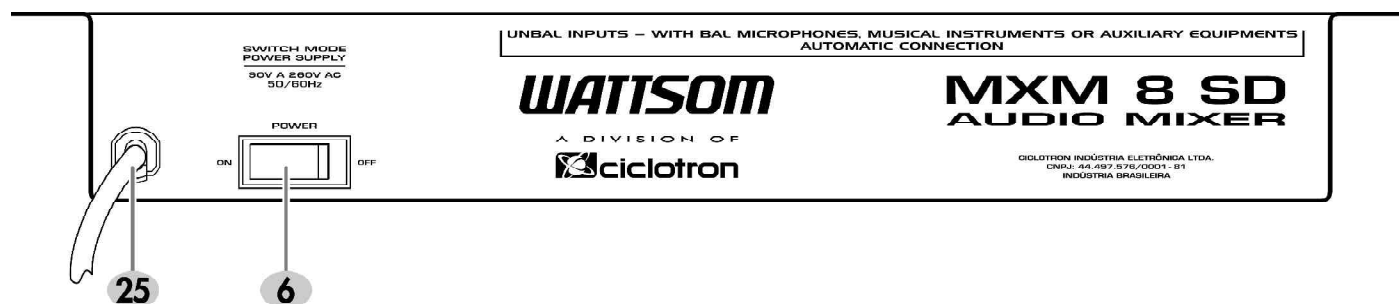 UNBAL INPUTS – WITH BAL MICROPHONES, MUSICAL INSTRUMENTS OR AUXILIARY EQUIPMENTS
AUTOMATIC CONNECTION
SWITCH MODE
POWER SUPPLY
90V A 260V AC
50/60Hz
POWER
ON
OFF
WATTSOM
A DIVISION OF
ciclotron
MXM 8 SD
AUDIO MIXER
CICLOTRON INDÚSTRIA ELETRÔNICA LTDA.
CNPJ: 44.497.576/0001-81
INDÚSTRIA BRASILEIRA
25
6